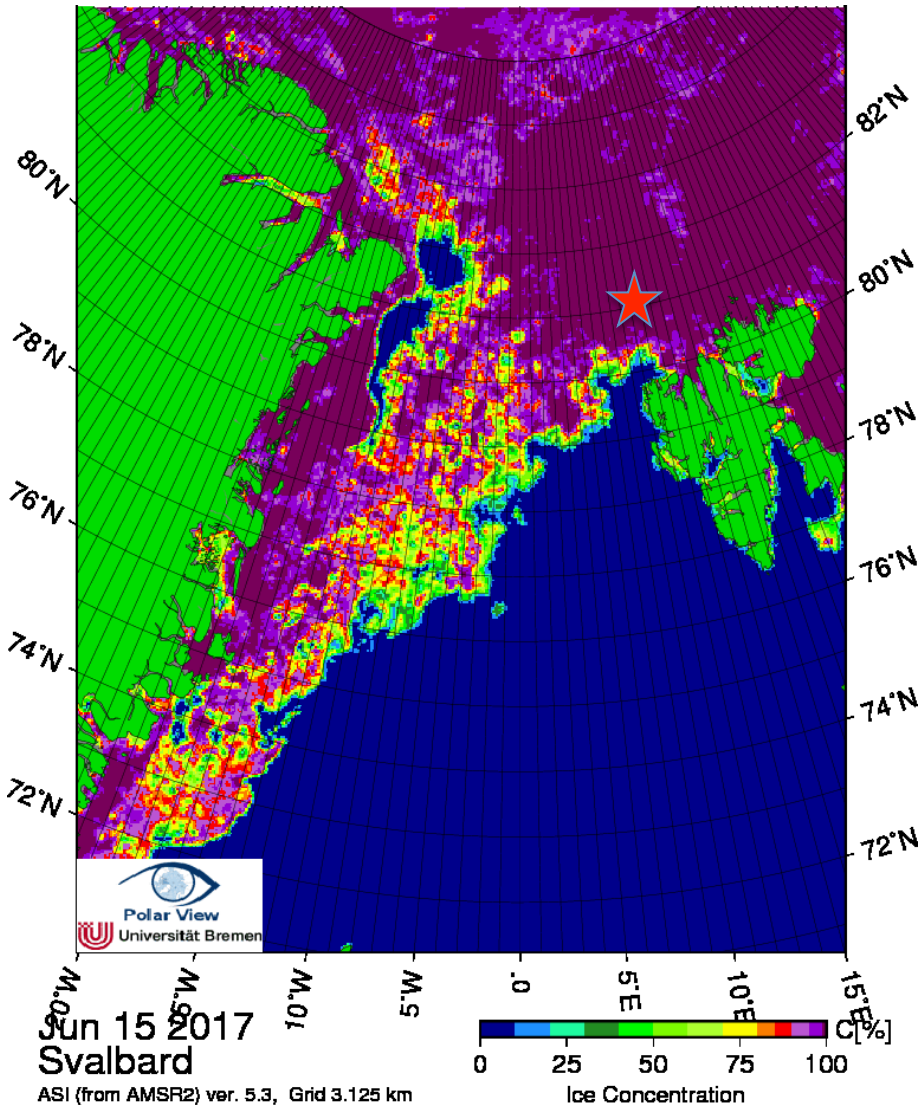 82°N
80°N
80°N
78°N
78°N
76°N
76°N
74°N
74°N
72°N
72°N
Polar View
Universität Bremen
20°W
15°W
10°W
5°W
0°
5°E
10°E
15°E
Jun 15 2017
Svalbard
ASI (from AMSR2) ver. 5.3, Grid 3.125 km
C[%]
0 25 50 75 100
Ice Concentration